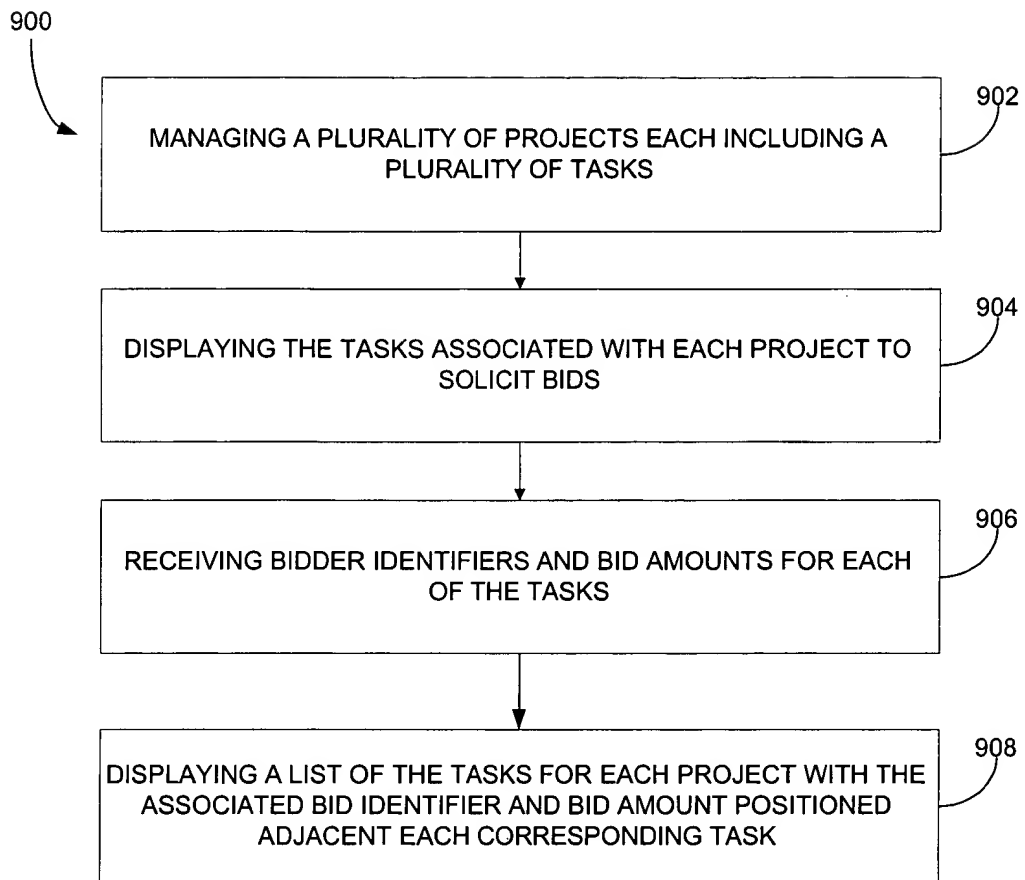 900
902
MANAGING A PLURALITY OF PROJECTS EACH INCLUDING A
PLURALITY OF TASKS
904
DISPLAYING THE TASKS ASSOCIATED WITH EACH PROJECT TO
SOLICIT BIDS
906
RECEIVING BIDDER IDENTIFIERS AND BID AMOUNTS FOR EACH
OF THE TASKS
908
DISPLAYING A LIST OF THE TASKS FOR EACH PROJECT WITH THE
ASSOCIATED BID IDENTIFIER AND BID AMOUNT POSITIONED
ADJACENT EACH CORRESPONDING TASK